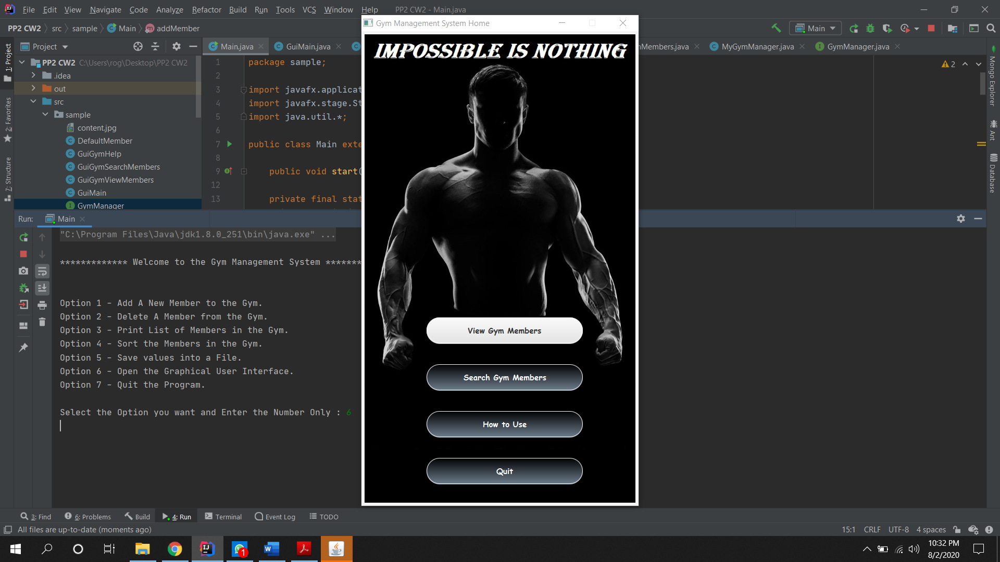 File Edit View Navigate Code Analyze Refactor Build Run Tools VCS Window Help PP2 CW2 - Main.java
PP2 CW2 src sample Main addMember
Gym Management System Home
Main
Project
Main.java
GuiMain.java
MyGymManager.java
GymManager.java
1: Project
2: Favorites
7: Structure
PP2 CW2 C:\Users\rog\Desktop\PP2 CW2
.idea
out
src
sample
content.jpg
DefaultMember
GuiGymHelp
GuiGymSearchMembers
GuiGymViewMembers
GuiMain
GymManager
1 package sample;
2
3 import javafx.applicat
4 import javafx.stage.St
5 import java.util.*;
6
7 public class Main exte
8
9 public void start(
12
13 private final stat
2
Mongo Explorer
Ant
Database
IMPOSSIBLE IS NOTHING
View Gym Members
Search Gym Members
How to Use
Quit
Run: Main
"C:\Program Files\Java\jdk1.8.0_251\bin\java.exe" ...
************* Welcome to the Gym Management System *******
Option 1 - Add A New Member to the Gym.
Option 2 - Delete A Member from the Gym.
Option 3 - Print List of Members in the Gym.
Option 4 - Sort the Members in the Gym.
Option 5 - Save values into a File.
Option 6 - Open the Graphical User Interface.
Option 7 - Quit the Program.
Select the Option you want and Enter the Number Only : 6
3: Find 6: Problems Build 4: Run Terminal Event Log TODO
All files are up-to-date (moments ago)
15:1 CRLF UTF-8 4 spaces
1
10:32 PM
8/2/2020